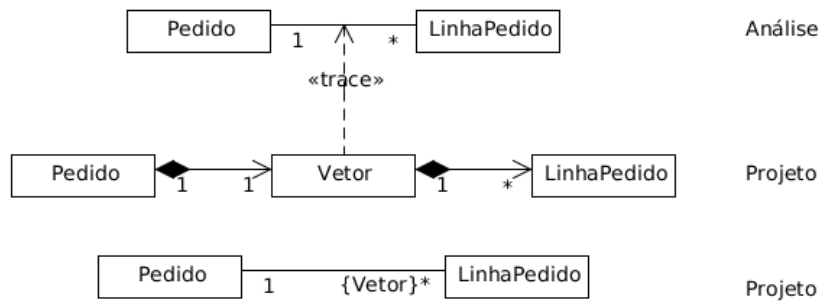 Pedido 1 * LinhaPedido Análise
«trace»
Pedido 1 1 Vetor 1 * LinhaPedido Projeto
Pedido 1 {Vetor}* LinhaPedido Projeto